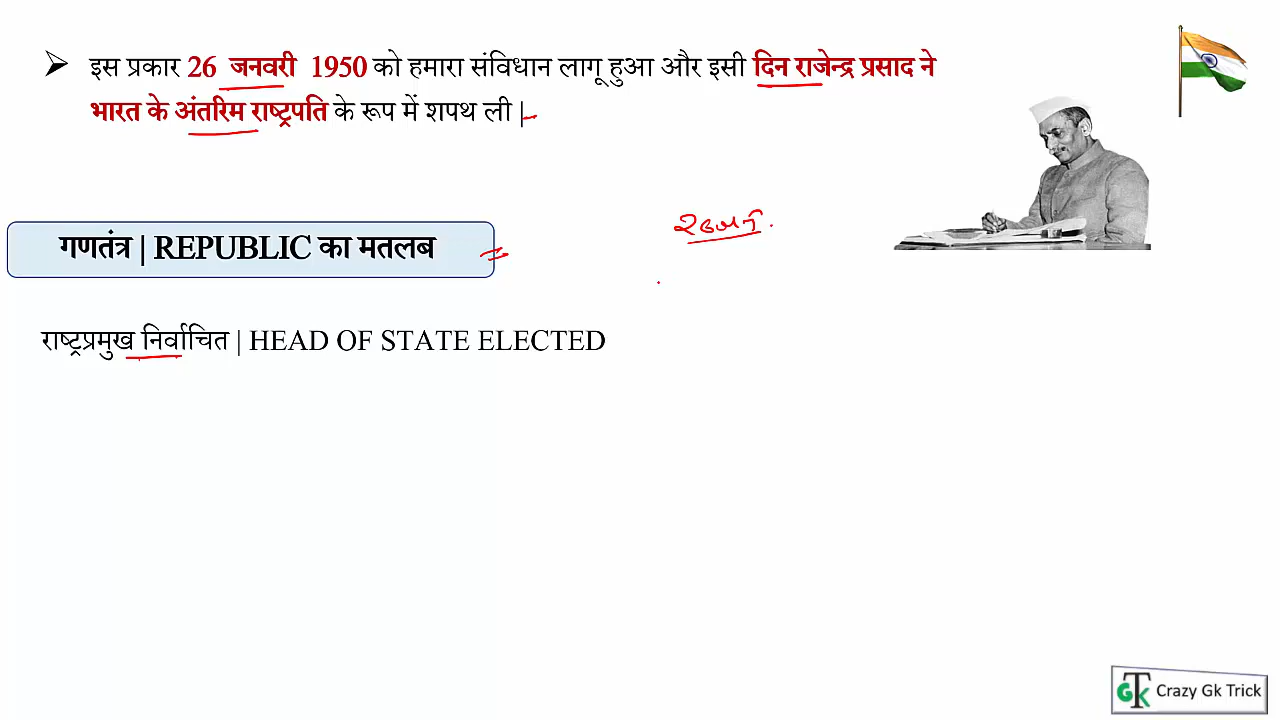 ➢ इस प्रकार 26 जनवरी 1950 को हमारा संविधान लागू हुआ और इसी दिन राजेन्द्र प्रसाद ने
भारत के अंतरिम राष्ट्रपति के रूप में शपथ ली |
गणतंत्र | REPUBLIC का मतलब
राष्ट्रप्रमुख निर्वाचित | HEAD OF STATE ELECTED
GTK Crazy Gk Trick